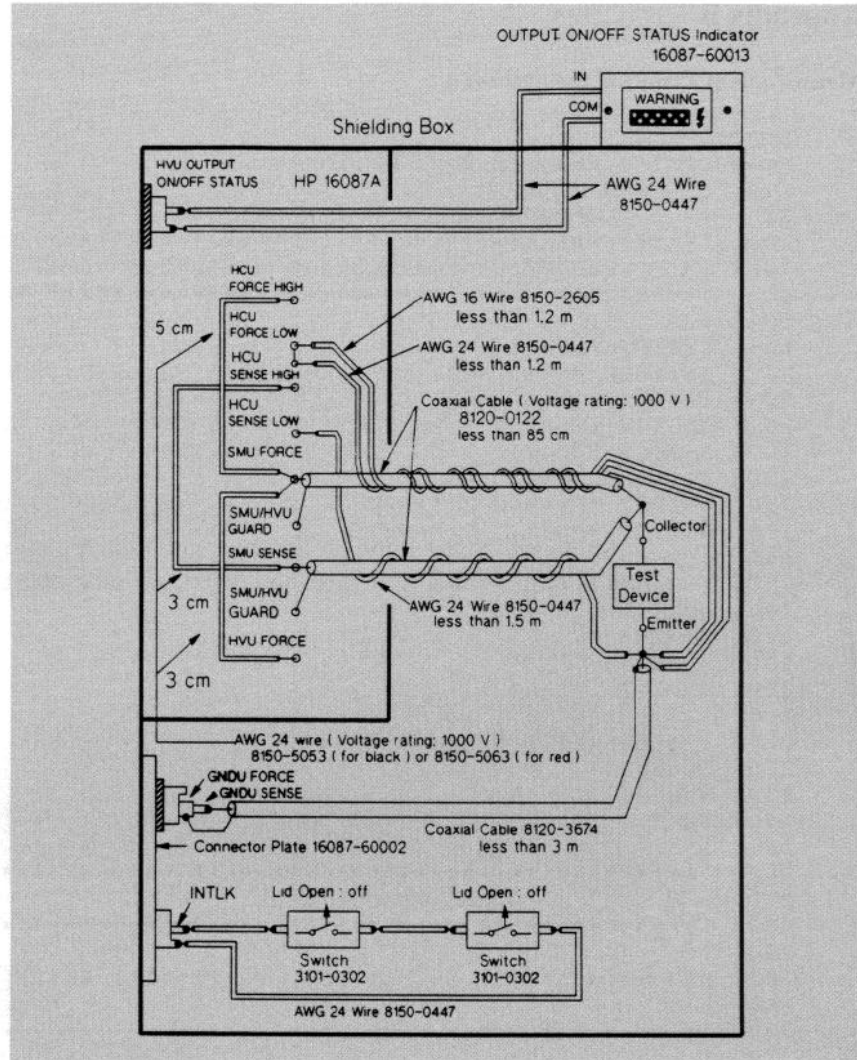 OUTPUT ON/OFF STATUS Indicator
16087-60013
IN
COM
WARNING
Shielding Box
HVU OUTPUT
ON/OFF STATUS
HP 16087A
AWG 24 Wire
8150-0447
HCU
FORCE HIGH
HCU
FORCE LOW
HCU
SENSE HIGH
HCU
SENSE LOW
SMU FORCE
SMU/HVU
GUARD
SMU SENSE
SMU/HVU
GUARD
HVU FORCE
5 cm
3 cm
3 cm
AWG 16 Wire 8150-2605
less than 1.2 m
AWG 24 Wire 8150-0447
less than 1.2 m
Coaxial Cable ( Voltage rating: 1000 V )
8120-0122
less than 85 cm
Collector
Test
Device
Emitter
AWG 24 Wire 8150-0447
less than 1.5 m
AWG 24 wire ( Voltage rating: 1000 V )
8150-5053 ( for black ) or 8150-5063 ( for red )
GNDU FORCE
GNDU SENSE
Coaxial Cable 8120-3674
less than 3 m
Connector Plate 16087-60002
INTLK
Lid Open : off
Lid Open : off
Switch
3101-0302
Switch
3101-0302
AWG 24 Wire 8150-0447